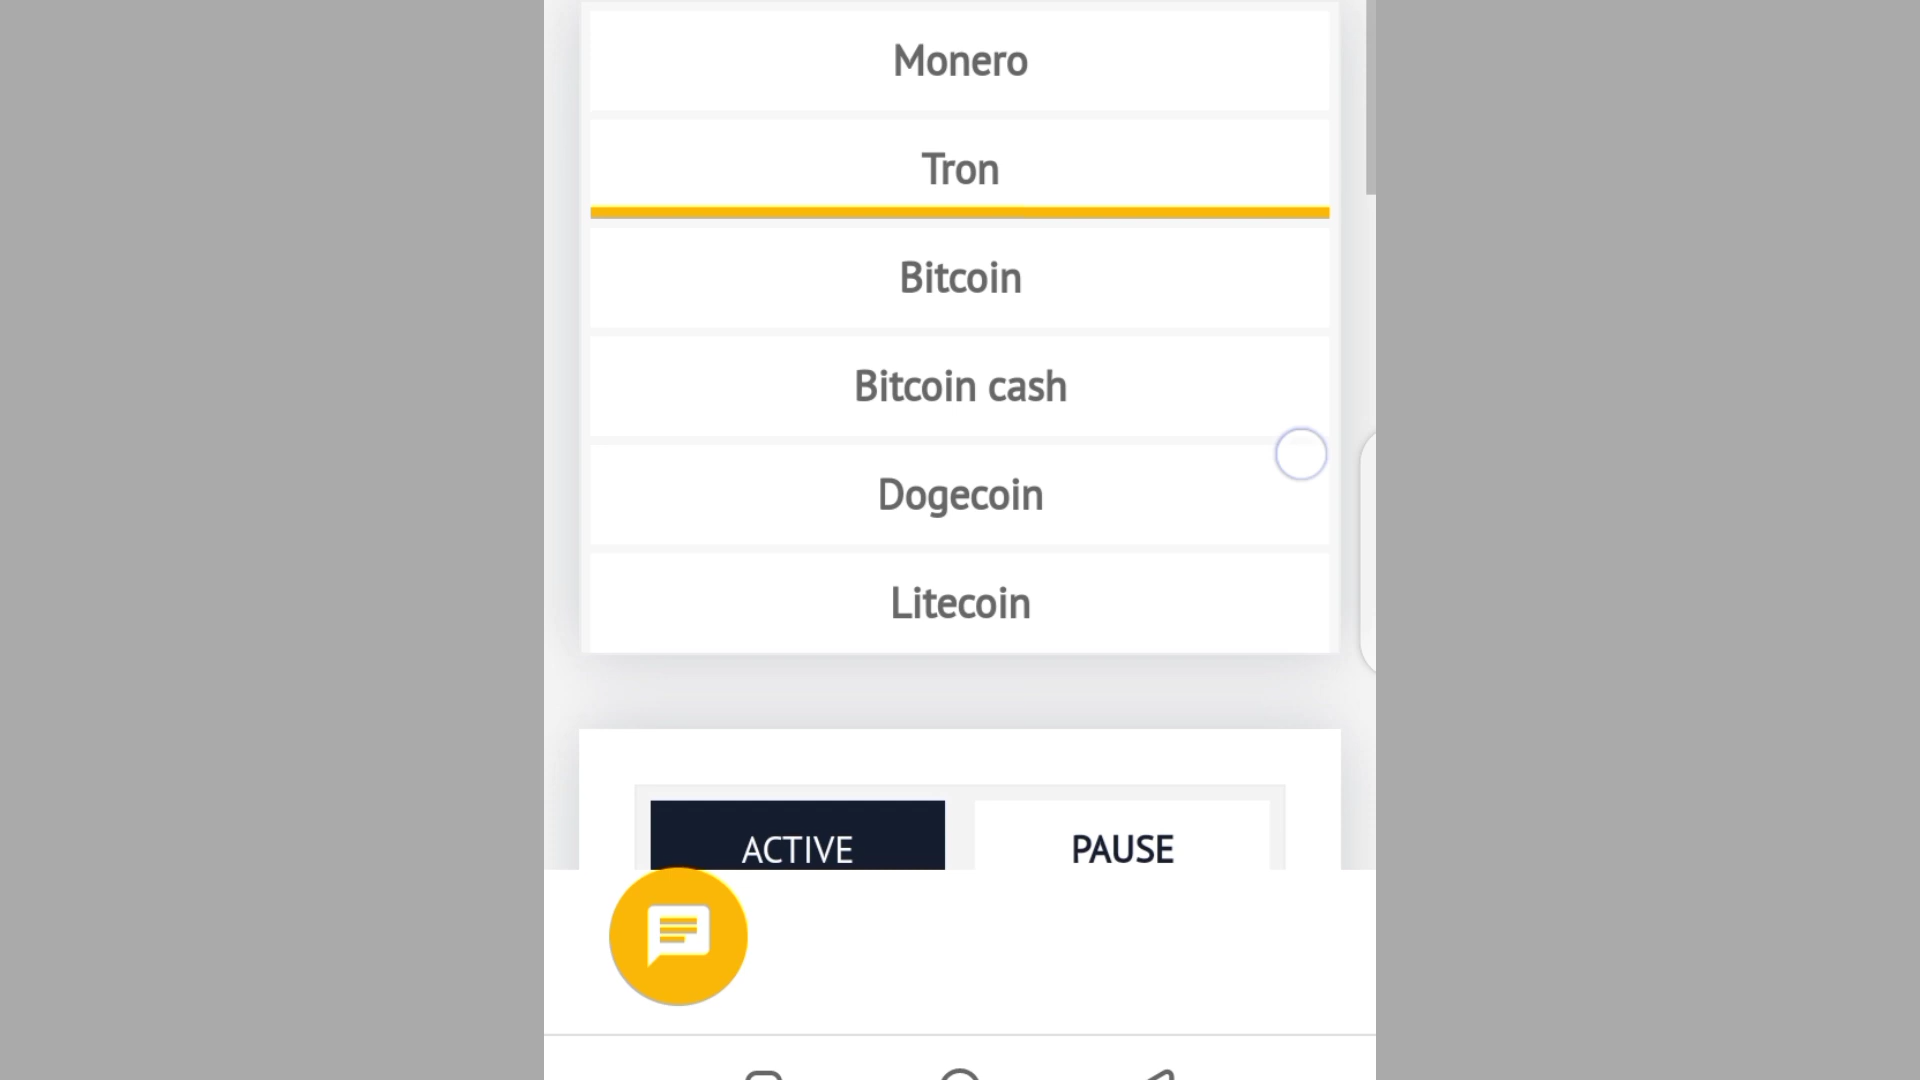 Monero
Tron
Bitcoin
Bitcoin cash
Dogecoin
Litecoin
ACTIVE
PAUSE